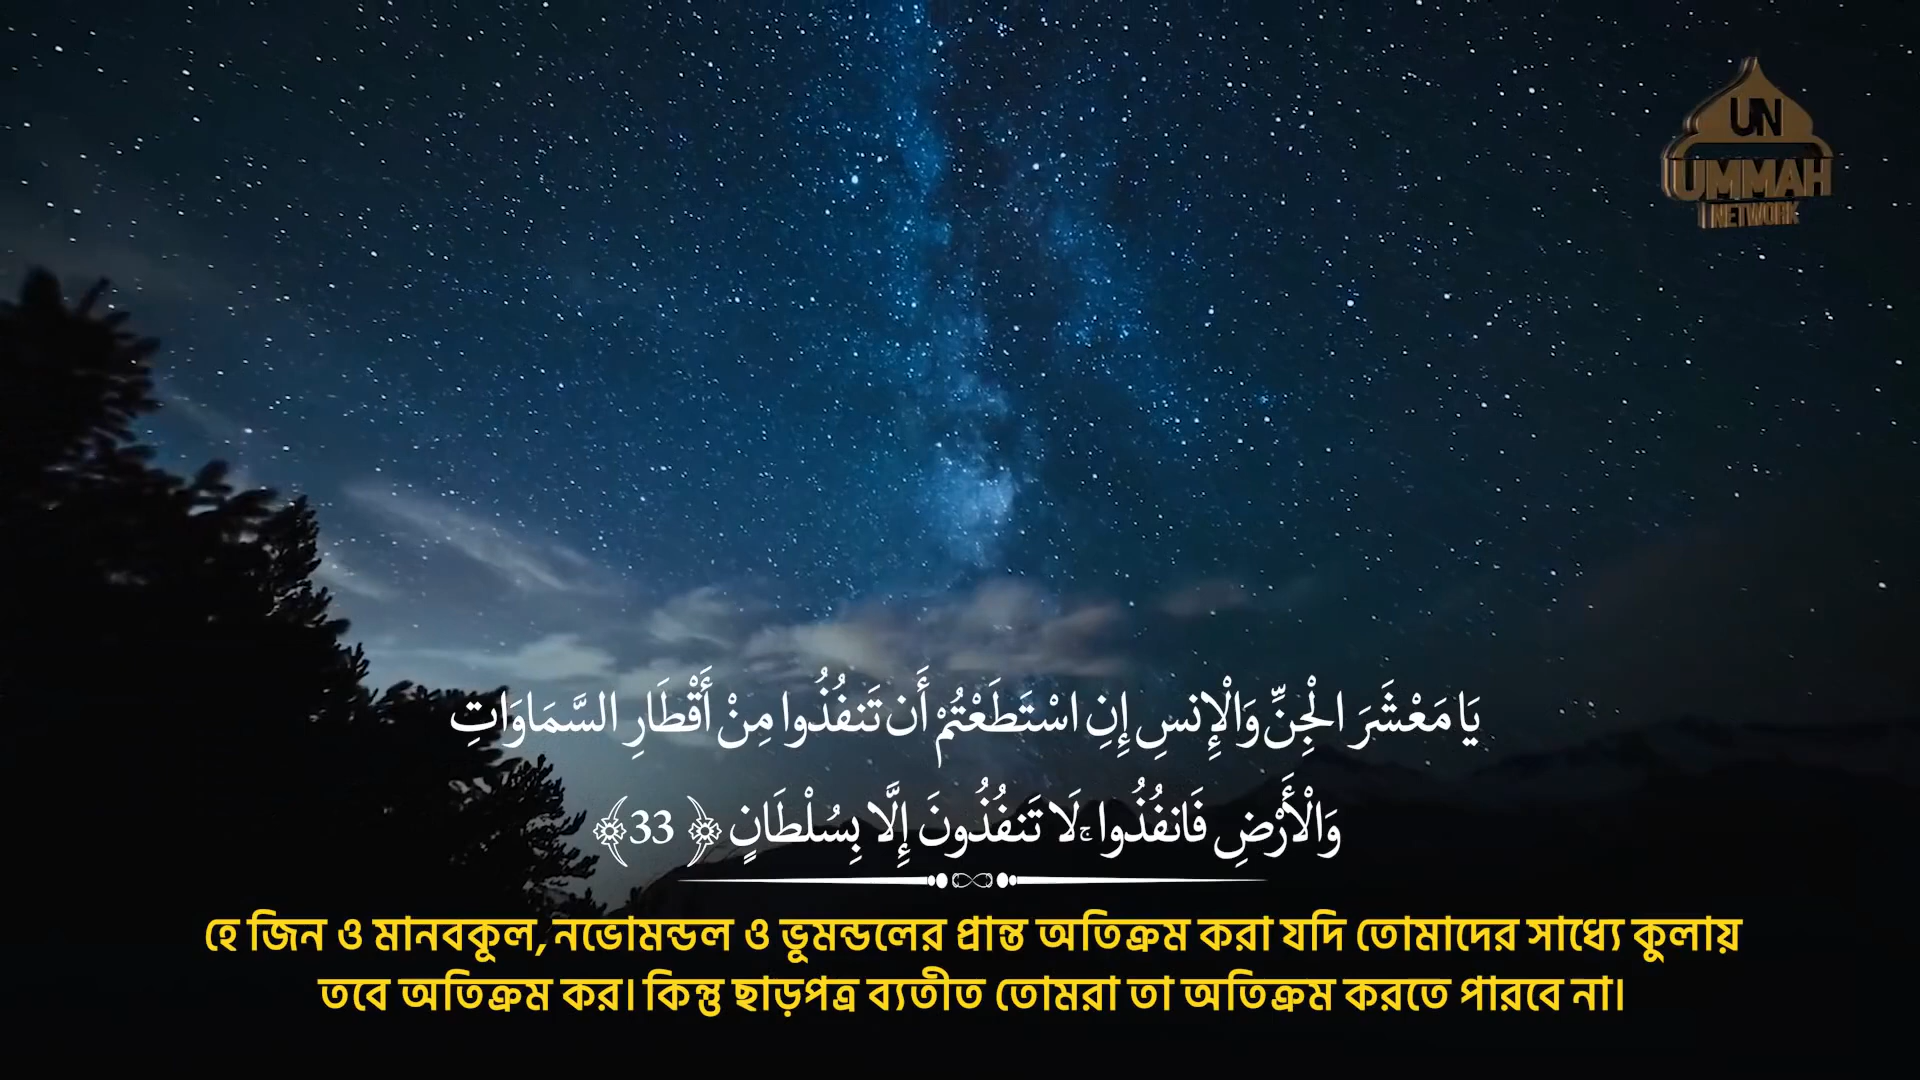 UN
UMMAH
NETWORK
يَا مَعْشَرَ الْجِنِّ وَالْإِنسِ إِنِ اسْتَطَعْتُمْ أَن تَنفُذُوا مِنْ أَقْطَارِ السَّمَاوَاتِ
وَالْأَرْضِ فَانفُذُوا ۚ لَا تَنفُذُونَ إِلَّا بِسُلْطَانٍ ﴿33﴾
হে জিন ও মানবকূল, নভোমন্ডল ও ভূমন্ডলের প্রান্ত অতিক্রম করা যদি তোমাদের সাধ্যে কুলায়
তবে অতিক্রম কর। কিন্তু ছাড়পত্র ব্যতীত তোমরা তা অতিক্রম করতে পারবে না।